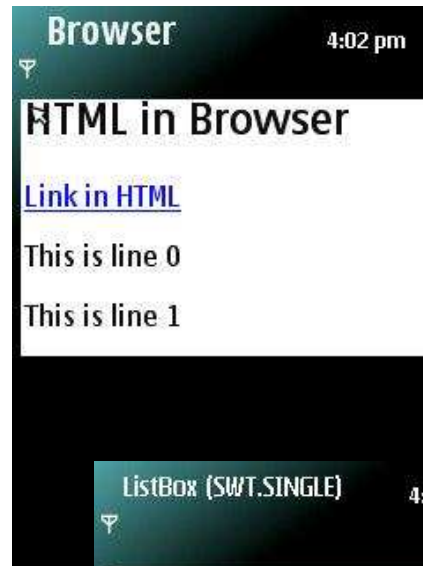 Browser
4:02 pm
HTML in Browser
Link in HTML
This is line 0
This is line 1
ListBox (SWT.SINGLE)
4: